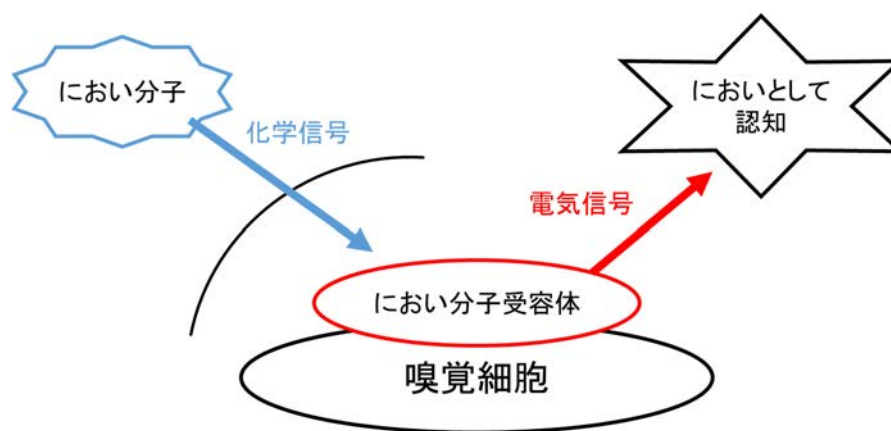 におい分子
化学信号
においとして
認知
電気信号
におい分子受容体
嗅覚細胞